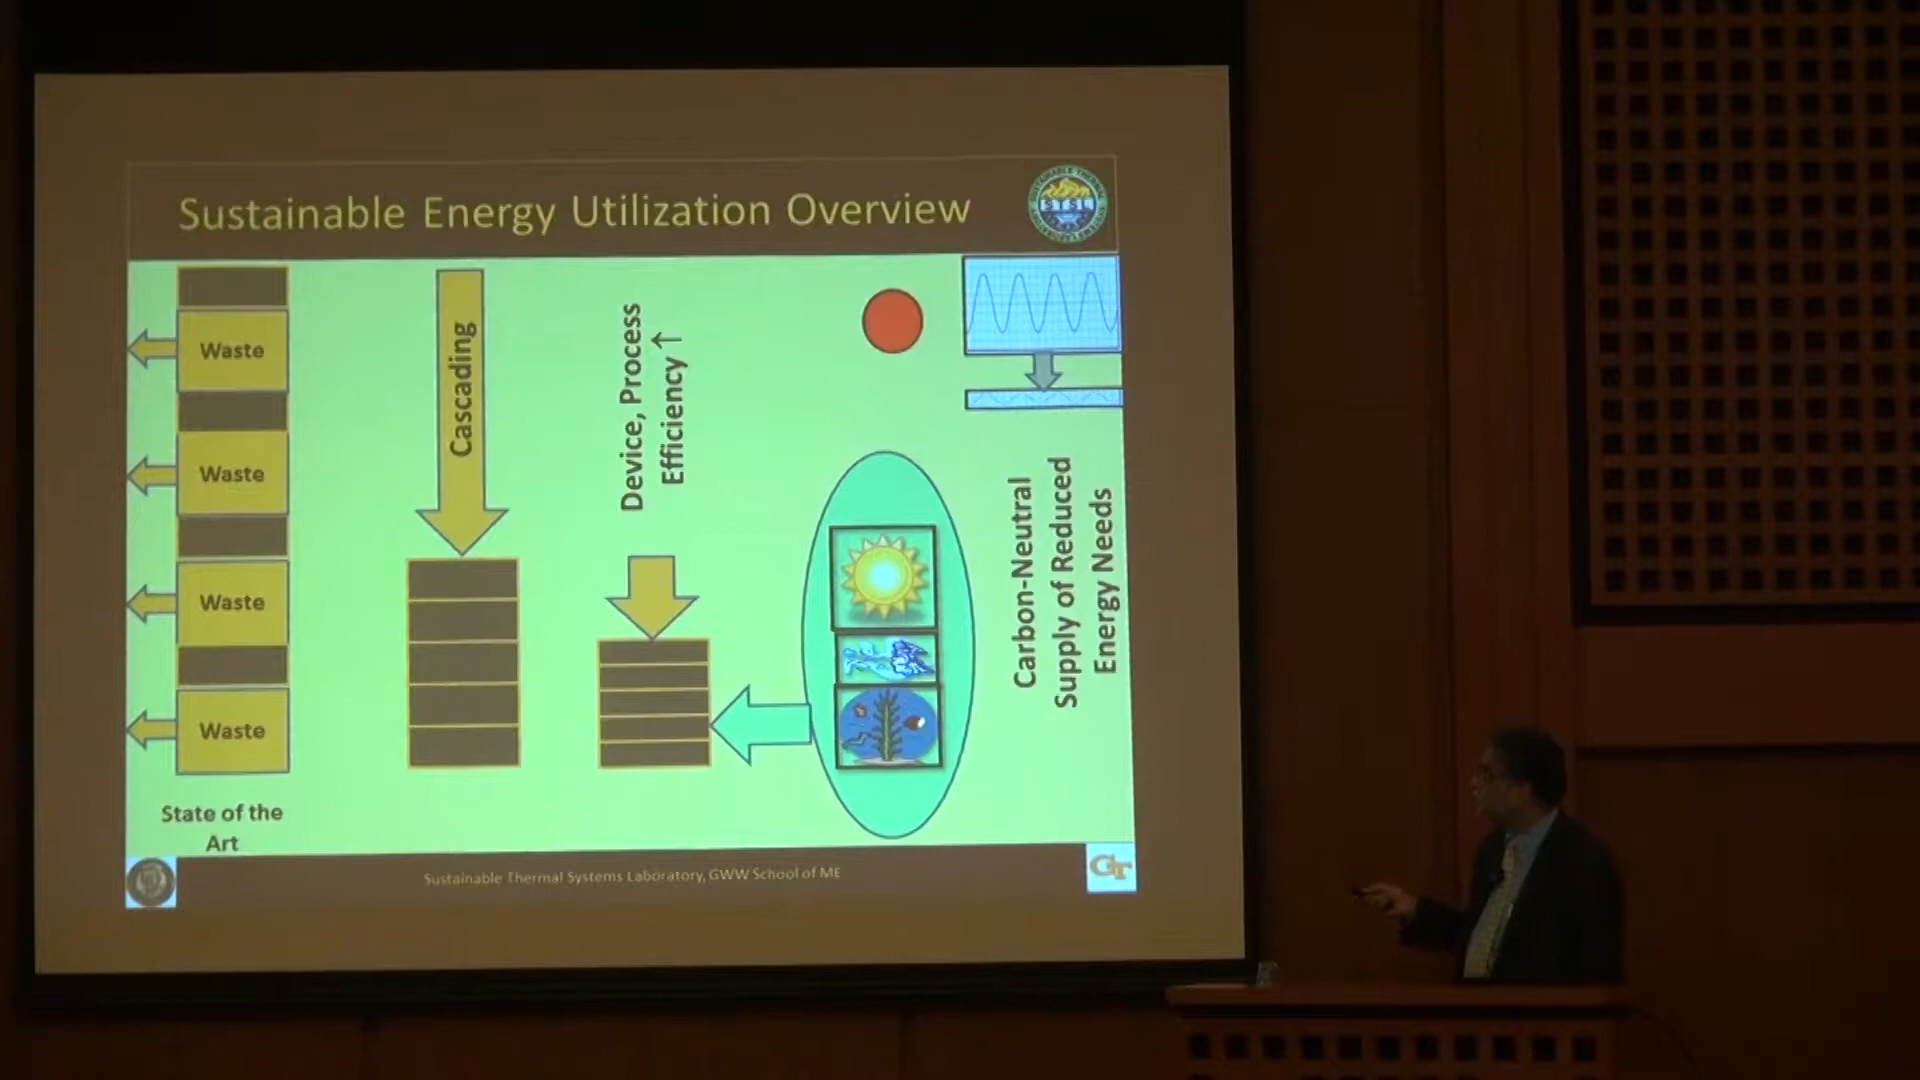 Sustainable Energy Utilization Overview
STSL
Waste
Waste
Waste
Waste
State of the
Art
Cascading
Device, Process
Efficiency ↑
Carbon-Neutral
Supply of Reduced
Energy Needs
Sustainable Thermal Systems Laboratory, GWW School of ME
GT